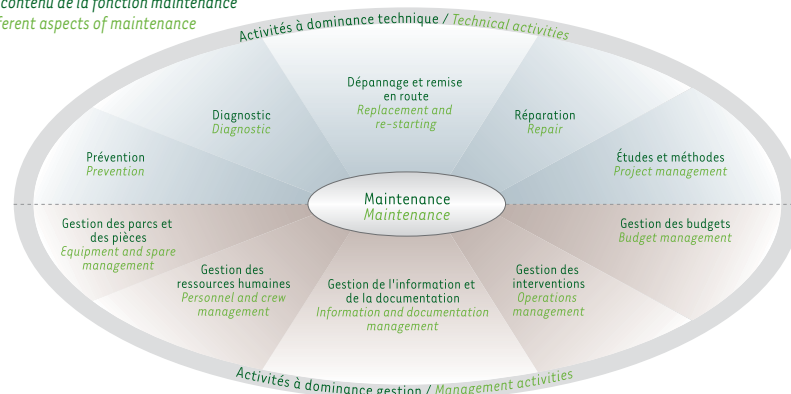 contenu de la fonction maintenance
ferent aspects of maintenance
Activités à dominance technique / Technical activities
Dépannage et remise
en route
Replacement and
re-starting
Diagnostic
Diagnostic
Réparation
Repair
Prévention
Prevention
Études et méthodes
Project management
Maintenance
Maintenance
Gestion des parcs et
des pièces
Equipment and spare
management
Gestion des budgets
Budget management
Gestion des
ressources humaines
Personnel and crew
management
Gestion de l'information et
de la documentation
Information and documentation
management
Gestion des
interventions
Operations
management
Activités à dominance gestion / Management activities